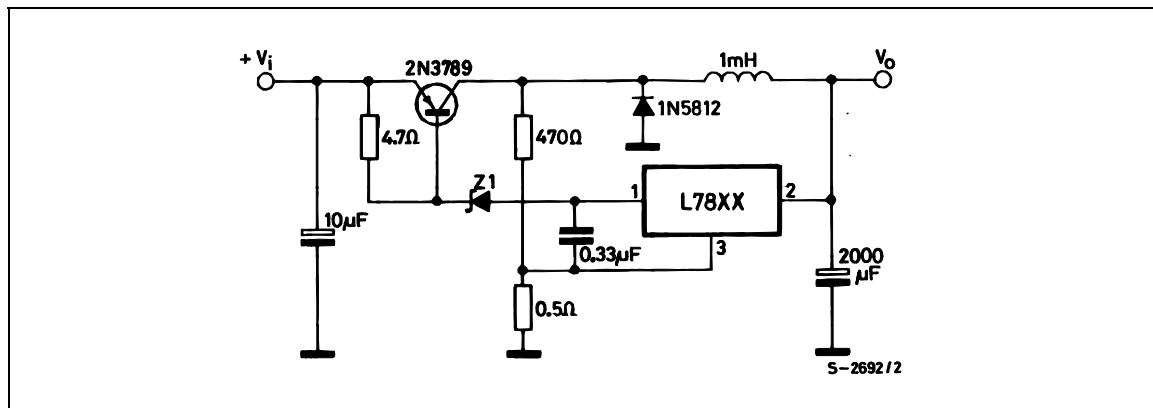 + Vi
2N3789
1mH
Vo
4.7Ω
470Ω
1N5812
Z1
1
L78XX
2
10µF
0.33µF
3
2000
µF
0.5Ω
S-2692/2